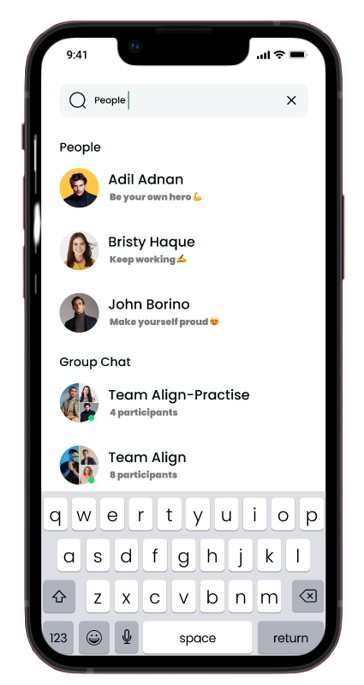 9:41
People
People
Adil Adnan
Be your own hero 💪
Bristy Haque
Keep working ✍️
John Borino
Make yourself proud 😍
Group Chat
Team Align-Practise
4 participants
Team Align
8 participants
q w e r t y u i o p
a s d f g h j k l
z x c v b n m
123 space return